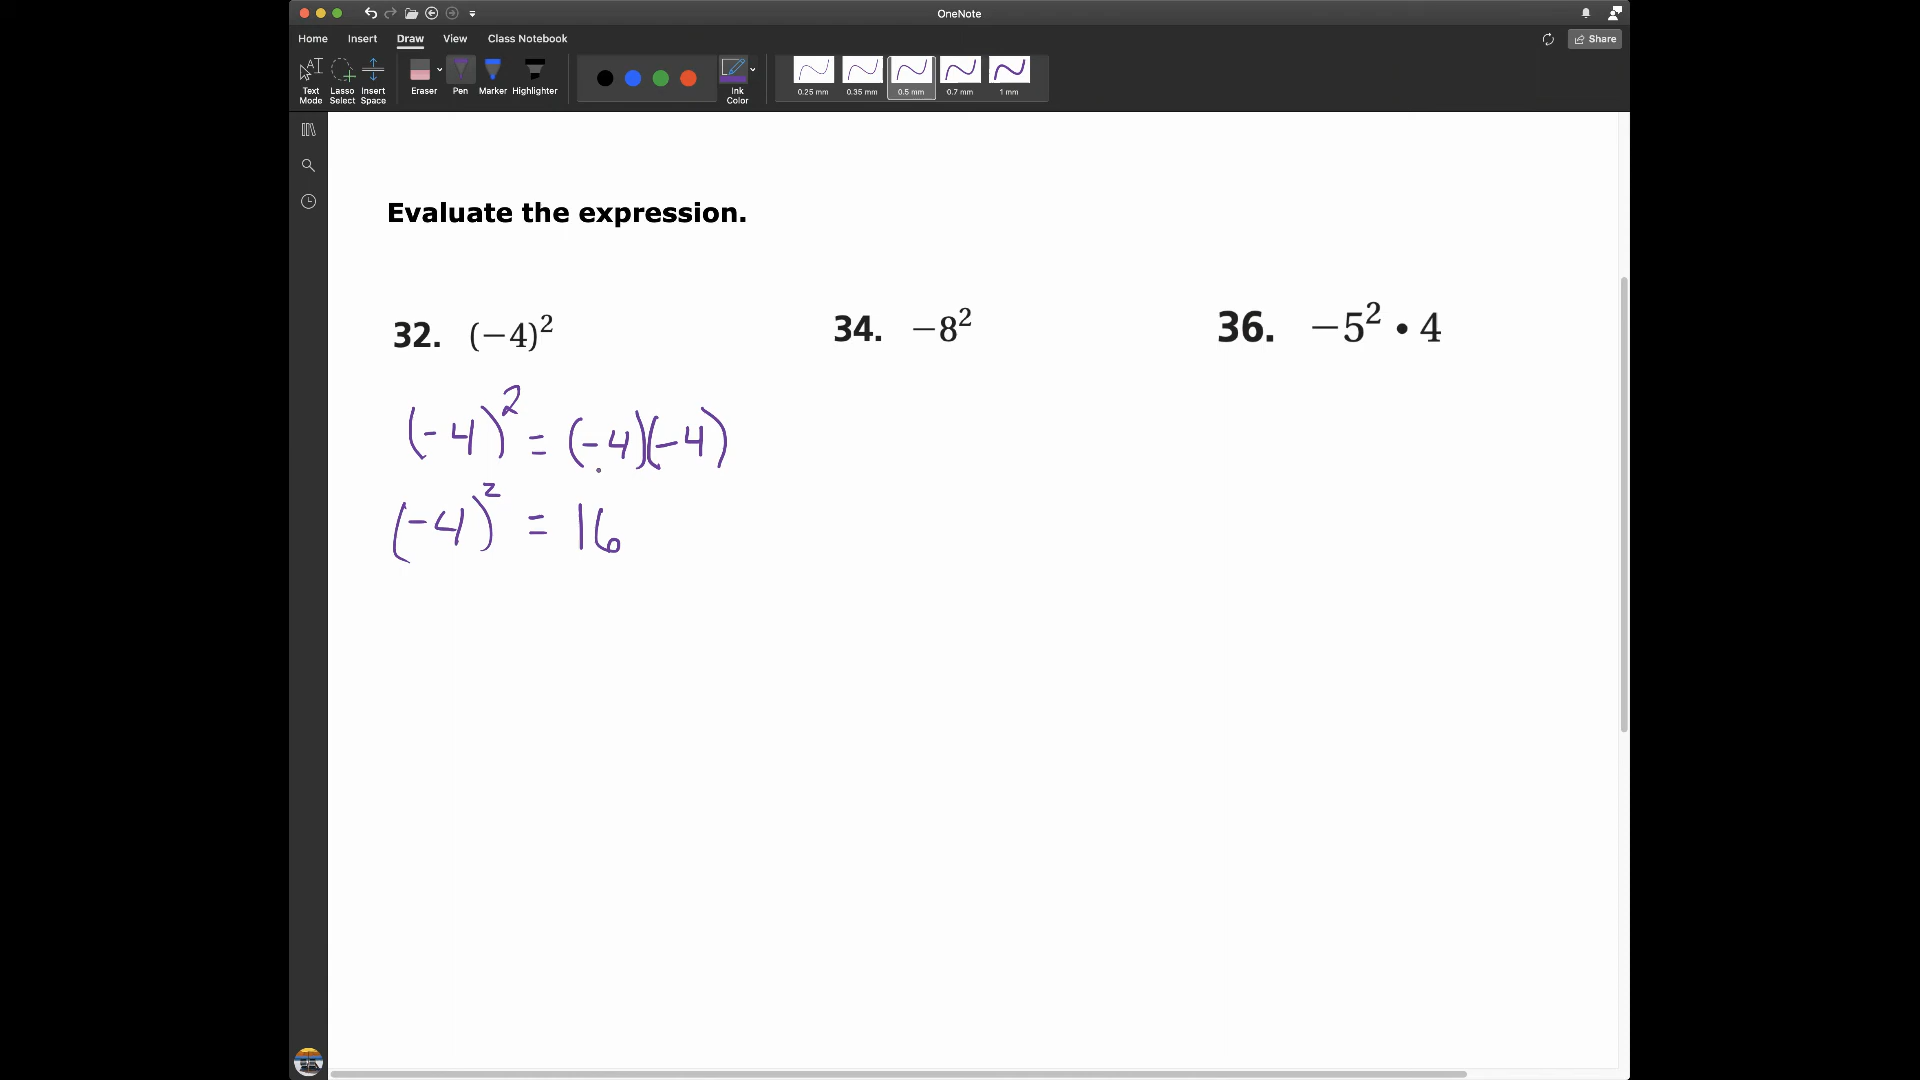 OneNote
Home Insert Draw View Class Notebook
Share
Text Mode
Lasso Select
Insert Space
Eraser
Pen
Marker
Highlighter
Ink Color
0.25 mm 0.35 mm 0.5 mm 0.7 mm 1 mm
Evaluate the expression.
32. (−4)²
34. −8²
36. −5² • 4
(-4)² = (-4)(-4)
(-4)² = 16